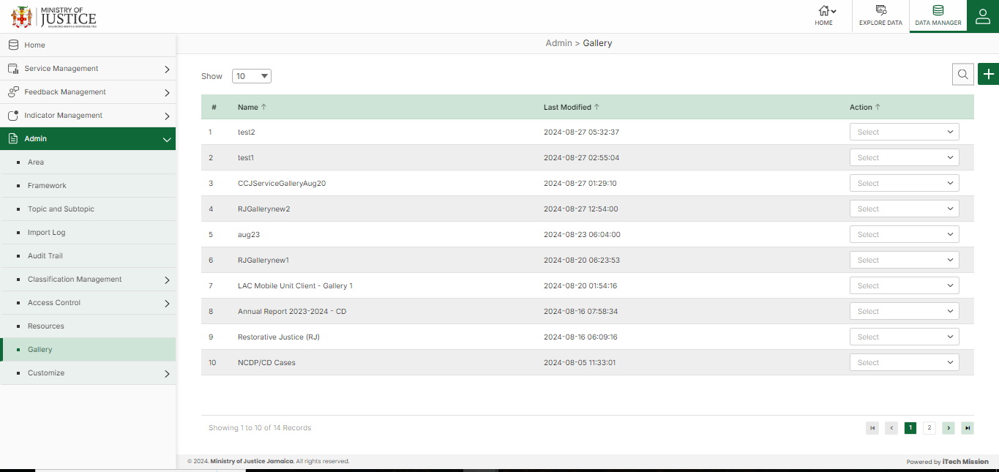 MINISTRY OF
JUSTICE
HOME
EXPLORE DATA
DATA MANAGER
Home
Service Management
Feedback Management
Indicator Management
Admin
Area
Framework
Topic and Subtopic
Import Log
Audit Trail
Classification Management
Access Control
Resources
Gallery
Customize
Admin > Gallery
Show 10
# Name ↑ Last Modified ↑ Action ↑
1 test2 2024-08-27 05:32:37 Select
2 test1 2024-08-27 02:55:04 Select
3 CCJServiceGalleryAug20 2024-08-27 01:29:10 Select
4 RJGallerynew2 2024-08-27 12:54:00 Select
5 aug23 2024-08-23 06:04:00 Select
6 RJGallerynew1 2024-08-20 06:23:53 Select
7 LAC Mobile Unit Client - Gallery 1 2024-08-20 01:54:16 Select
8 Annual Report 2023-2024 - CD 2024-08-16 07:58:34 Select
9 Restorative Justice (RJ) 2024-08-16 06:09:16 Select
10 NCDP/CD Cases 2024-08-05 11:33:01 Select
Showing 1 to 10 of 14 Records
1 2
© 2024. Ministry of Justice Jamaica. All rights reserved.
Powered by iTech Mission